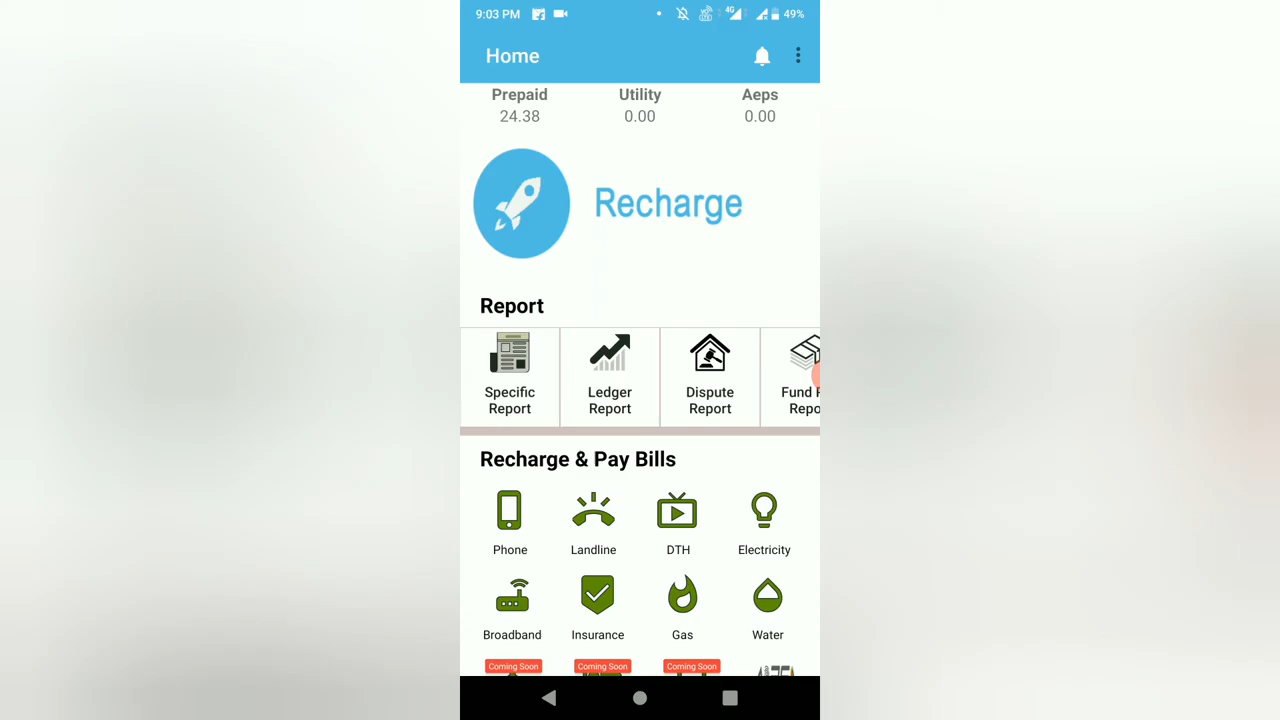 9:03 PM 4G 49%
Home
Prepaid Utility Aeps
24.38 0.00 0.00
Recharge
Report
Specific Report
Ledger Report
Dispute Report
Fund
Recharge & Pay Bills
Phone Landline DTH Electricity
Broadband Insurance Gas Water
Coming Soon Coming Soon Coming Soon